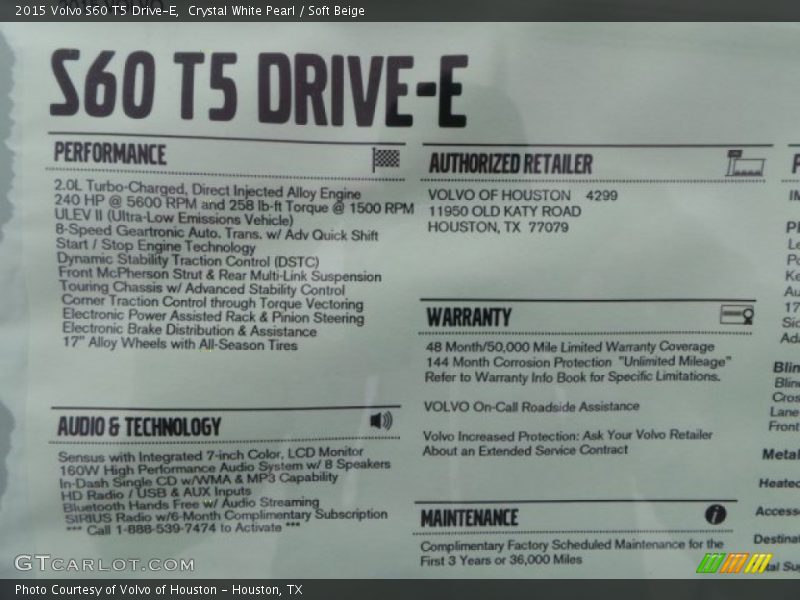 2015 Volvo S60 T5 Drive-E, Crystal White Pearl / Soft Beige
S60 T5 DRIVE-E
PERFORMANCE
2.0L Turbo-Charged, Direct Injected Alloy Engine
240 HP @ 5600 RPM and 258 lb-ft Torque @ 1500 RPM
ULEV II (Ultra-Low Emissions Vehicle)
8-Speed Geartronic Auto. Trans. w/ Adv Quick Shift
Start / Stop Engine Technology
Dynamic Stability Traction Control (DSTC)
Front McPherson Strut & Rear Multi-Link Suspension
Touring Chassis w/ Advanced Stability Control
Corner Traction Control through Torque Vectoring
Electronic Power Assisted Rack & Pinion Steering
Electronic Brake Distribution & Assistance
17" Alloy Wheels with All-Season Tires
AUDIO & TECHNOLOGY
Sensus with Integrated 7-inch Color, LCD Monitor
160W High Performance Audio System w/ 8 Speakers
In-Dash Single CD w/WMA & MP3 Capability
HD Radio / USB & AUX Inputs
Bluetooth Hands Free w/ Audio Streaming
SIRIUS Radio w/6-Month Complimentary Subscription
*** Call 1-888-539-7474 to Activate ***
AUTHORIZED RETAILER
VOLVO OF HOUSTON 4299
11950 OLD KATY ROAD
HOUSTON, TX 77079
WARRANTY
48 Month/50,000 Mile Limited Warranty Coverage
144 Month Corrosion Protection "Unlimited Mileage"
Refer to Warranty Info Book for Specific Limitations.
VOLVO On-Call Roadside Assistance
Volvo Increased Protection: Ask Your Volvo Retailer
About an Extended Service Contract
MAINTENANCE
Complimentary Factory Scheduled Maintenance for the
First 3 Years or 36,000 Miles
17"
Blin
Blin
Cros
Lane
Front
Metal
Heated
Access
Destinat
GTCARLOT.COM
Photo Courtesy of Volvo of Houston - Houston, TX